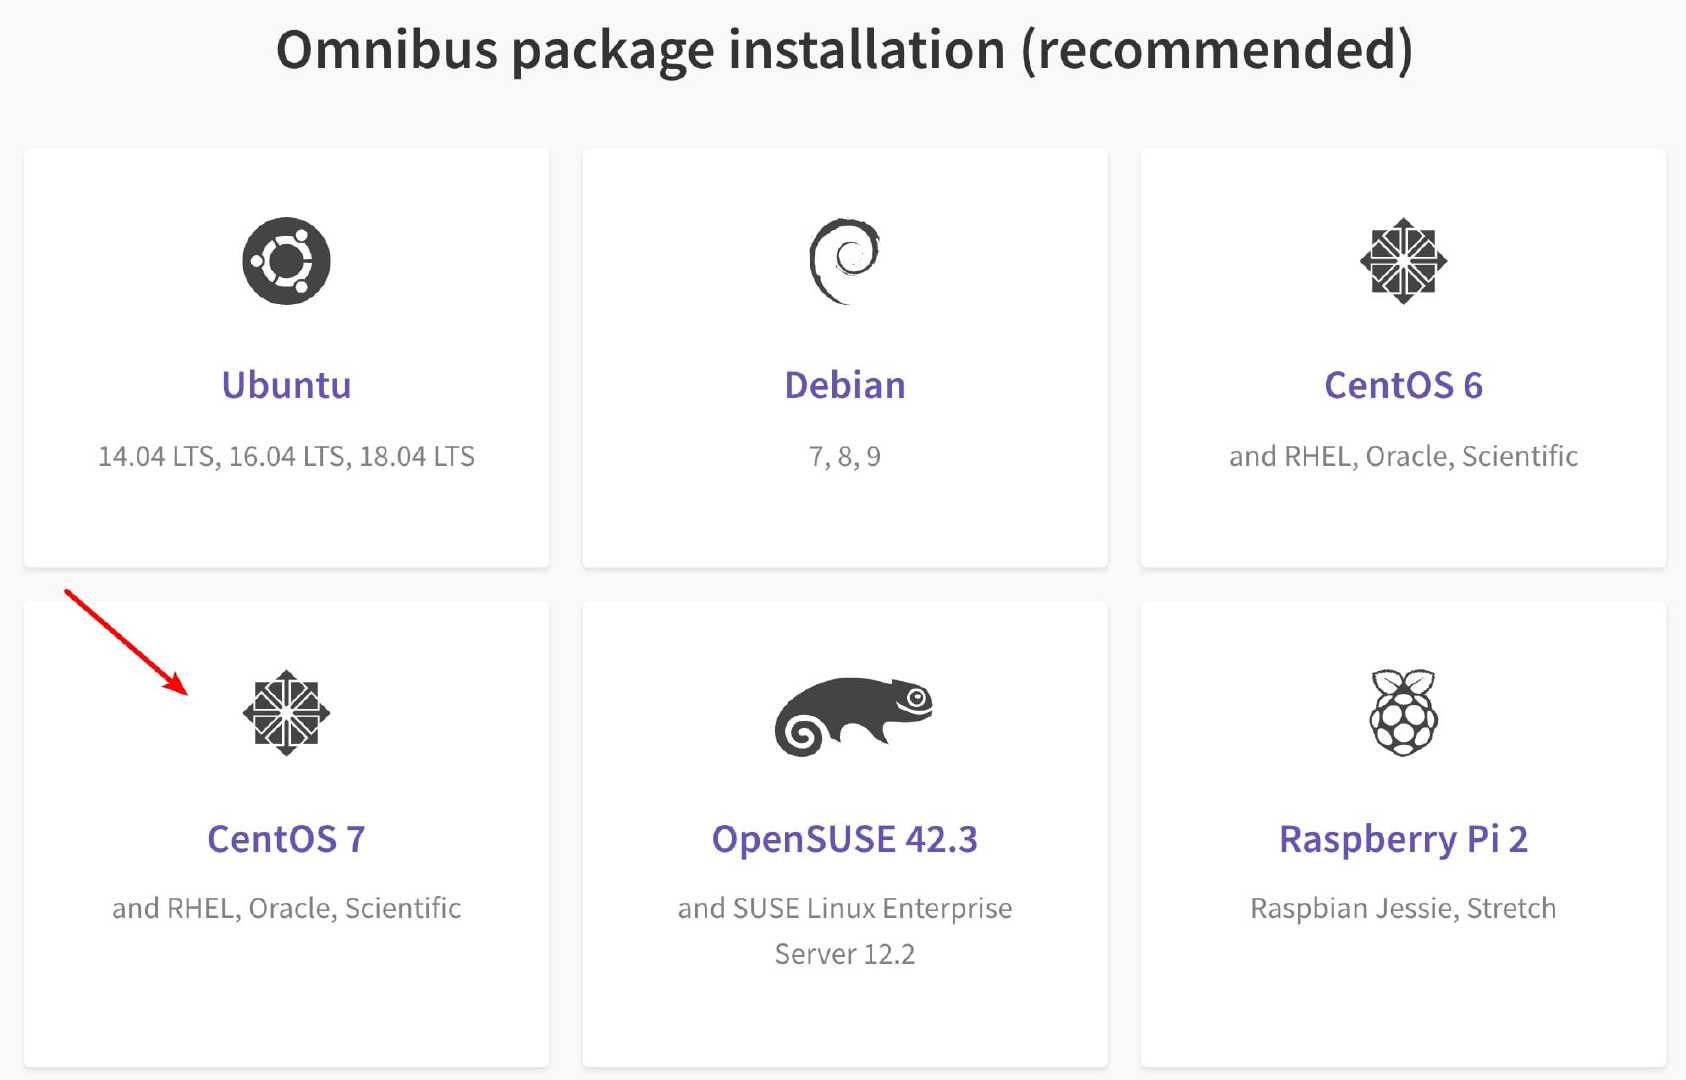 Omnibus package installation (recommended)
Ubuntu
14.04 LTS, 16.04 LTS, 18.04 LTS
Debian
7, 8, 9
CentOS 6
and RHEL, Oracle, Scientific
CentOS 7
and RHEL, Oracle, Scientific
OpenSUSE 42.3
and SUSE Linux Enterprise
Server 12.2
Raspberry Pi 2
Raspbian Jessie, Stretch